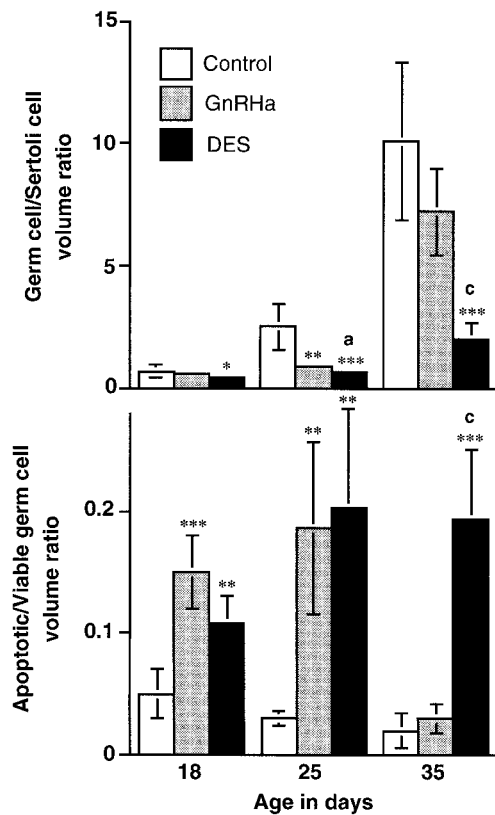 15
10
5
0
Germ cell/Sertoli cell
volume ratio
Control
GnRHa
DES
*
**
a
***
c
***
0.2
0.1
0
Apoptotic/Viable germ cell
volume ratio
***
**
**
**
c
***
18 25 35
Age in days